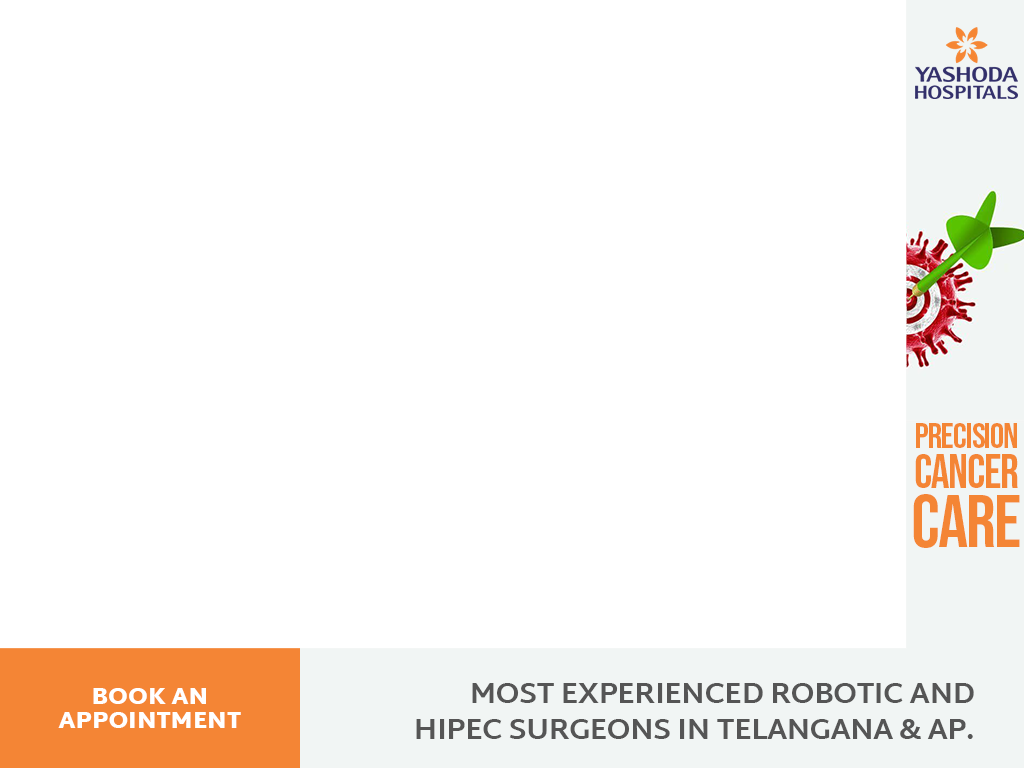 YASHODA
HOSPITALS
PRECISION
CANCER
CARE
BOOK AN
APPOINTMENT
MOST EXPERIENCED ROBOTIC AND
HIPEC SURGEONS IN TELANGANA & AP.